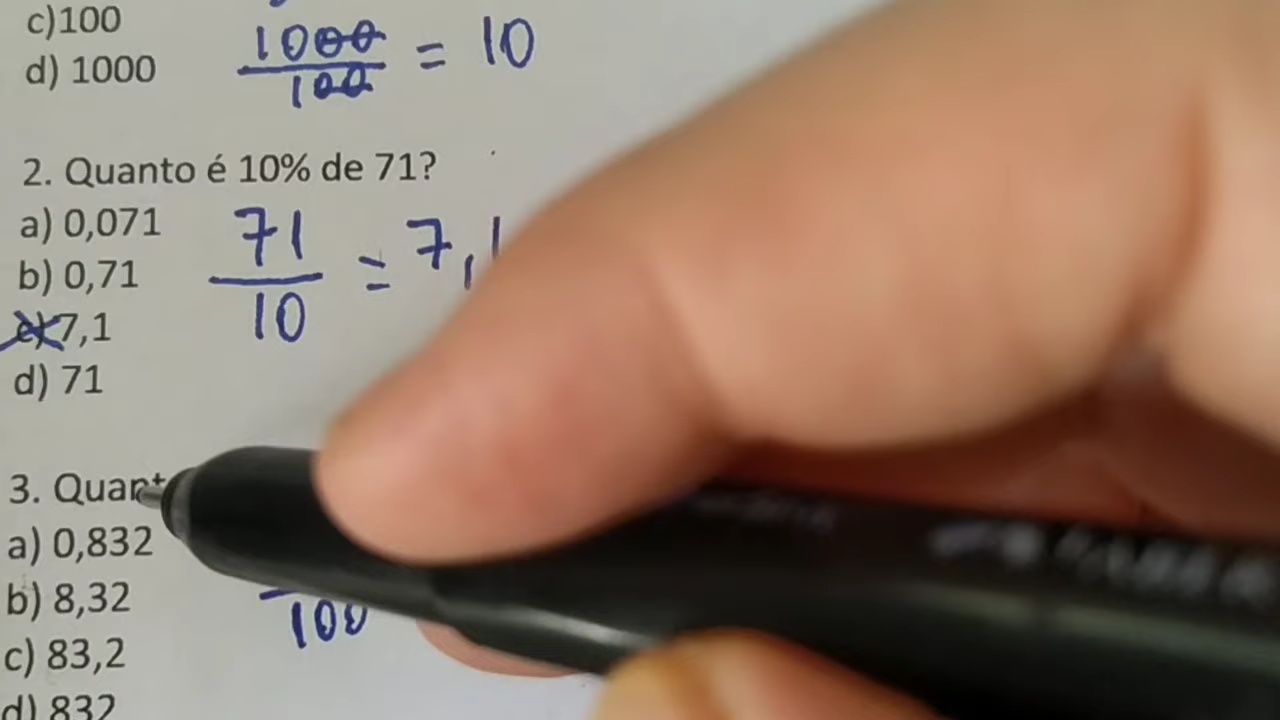 c)100
d) 1000
1000
100
= 10
2. Quanto é 10% de 71?
a) 0,071
b) 0,71
c) 7,1
d) 71
71
10
= 7,1
3.
a) 0,832
b) 8,32
c) 83,2
d) 832
100